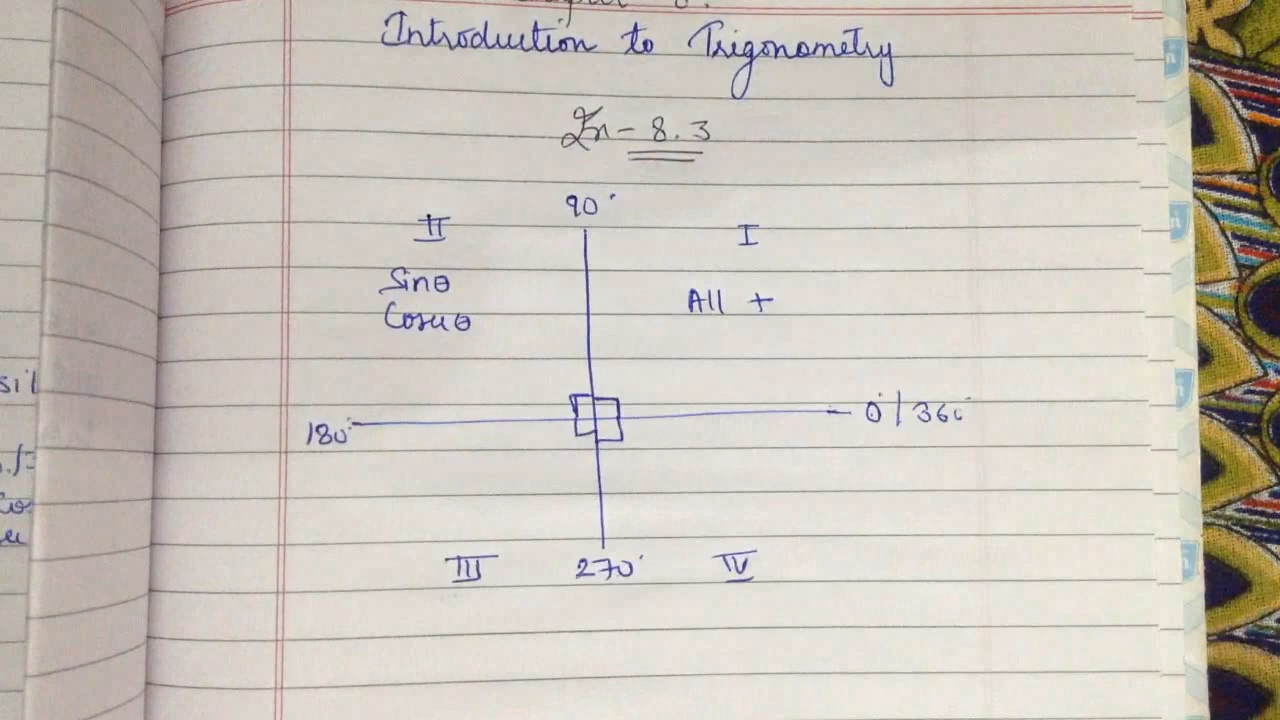 Introduction to Trigonometry
Ex - 8.3
90°
II
I
Sinθ
Cosecθ
All +
180°
0° | 360°
III
270°
IV